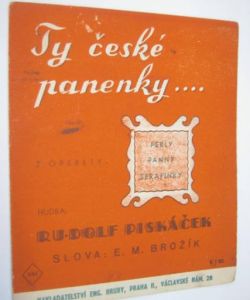 Ty české
panenky....
Z OPERETY
PERLY
PANNY
SERAFINKY
HUDBA:
RUDOLF PISKÁČEK
SLOVA: E. M. BROŽÍK
NAKLADATELSTVÍ ENG. HRUBY, PRAHA II., VÁCLAVSKÉ NÁM. 28